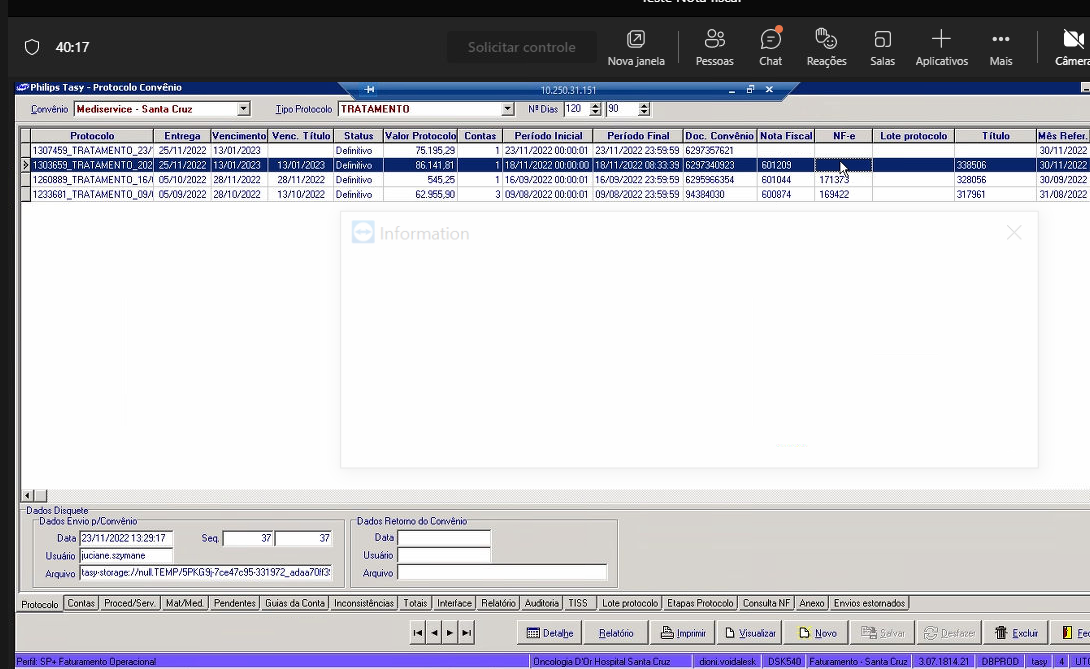 Teste Nota fiscal
40:17
Solicitar controle
Nova janela
Pessoas
Chat
Reações
Salas
Aplicativos
Mais
Câmera
Philips Tasy - Protocolo Convênio
10.250.31.151
Convênio Mediservice - Santa Cruz Tipo Protocolo TRATAMENTO Nº Dias 120 90
Protocolo Entrega Vencimento Venc. Título Status Valor Protocolo Contas Período Inicial Período Final Doc. Convênio Nota Fiscal NF-e Lote protocolo Título Mês Refer.
1307459_TRATAMENTO_23/ 25/11/2022 13/01/2023 Definitivo 75.195,29 1 23/11/2022 00:00:01 23/11/2022 23:59:59 6297357621 30/11/2022
1303659_TRATAMENTO_202 25/11/2022 13/01/2023 13/01/2023 Definitivo 86.141,81 1 18/11/2022 00:00:00 18/11/2022 08:33:39 6297340923 601209 338506 30/11/2022
1260889_TRATAMENTO_16/ 05/10/2022 28/11/2022 28/11/2022 Definitivo 545,25 1 16/09/2022 00:00:01 16/09/2022 23:59:59 6295966354 601044 171373 328056 30/09/2022
1233681_TRATAMENTO_09/ 05/09/2022 28/10/2022 13/10/2022 Definitivo 62.955,90 3 09/08/2022 00:00:01 09/08/2022 23:59:59 94384030 600874 169422 317961 31/08/2022
Information
Dados Disquete
Dados Envio p/Convênio
Data 23/11/2022 13:29:17 Seq. 37 37
Usuário juciane.szymane
Arquivo
Dados Retorno do Convênio
Data
Usuário
Arquivo
Protocolo Contas Proced/Serv. Mat/Med. Pendentes Guias da Conta Inconsistências Totais Interface Relatório Auditoria TISS Lote protocolo Etapas Protocolo Consulta NF Anexo Envios estornados
Detalhe Relatório Imprimir Visualizar Novo Salvar Desfazer Excluir Fec
Perfil: SP+ Faturamento Operacional Oncologia D'Or Hospital Santa Cruz dioni.voidalesk DSK540 Faturamento - Santa Cruz 3.07.1814.21 DBPROD tasy 4